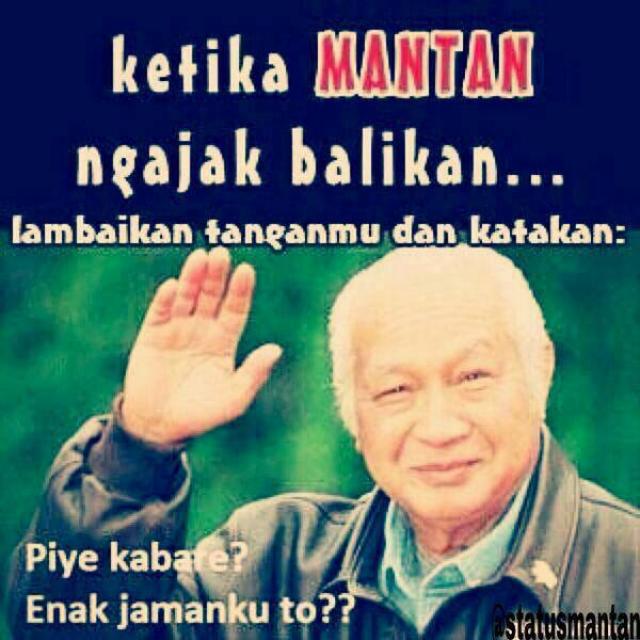 ketika MANTAN
ngajak balikan...
lambaikan tanganmu dan katakan:
Piye kabare?
Enak jamanku to??
@statusmantan